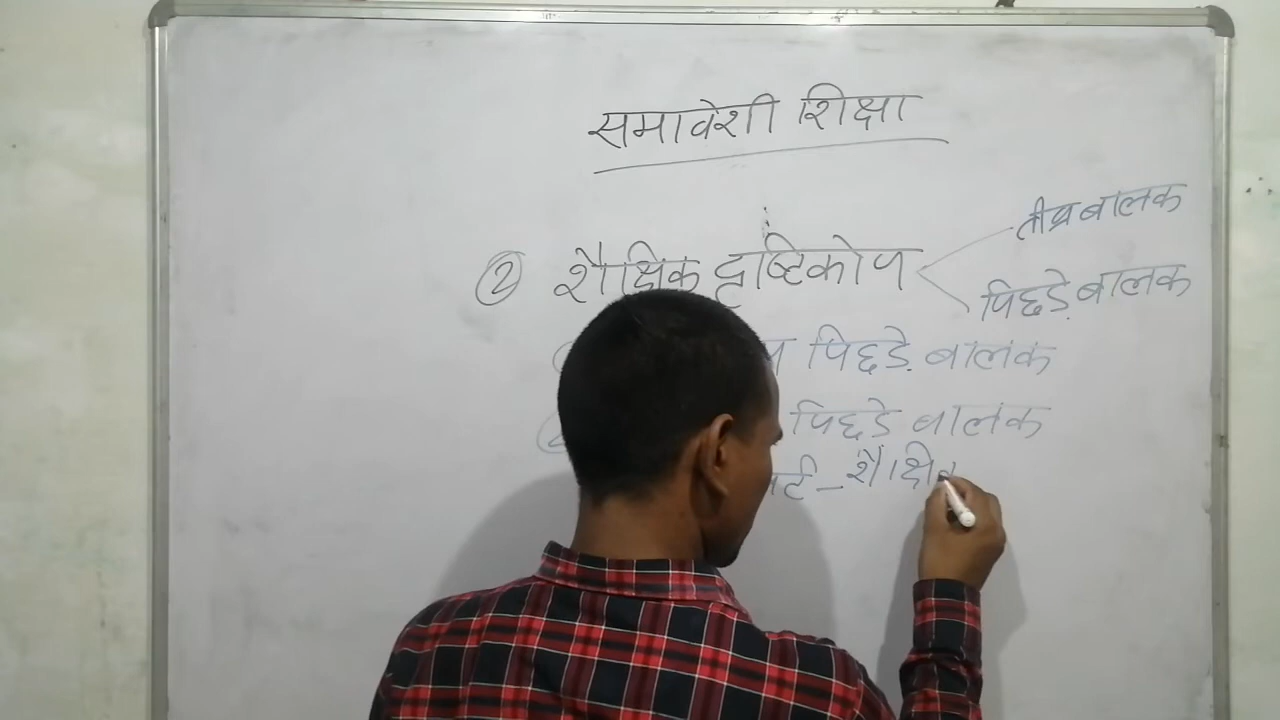 समावेशी शिक्षा
② शैक्षिक दृष्टिकोण
तीव्र बालक
पिछड़े बालक
पिछड़े बालक
पिछडे बालक
शैक्षि